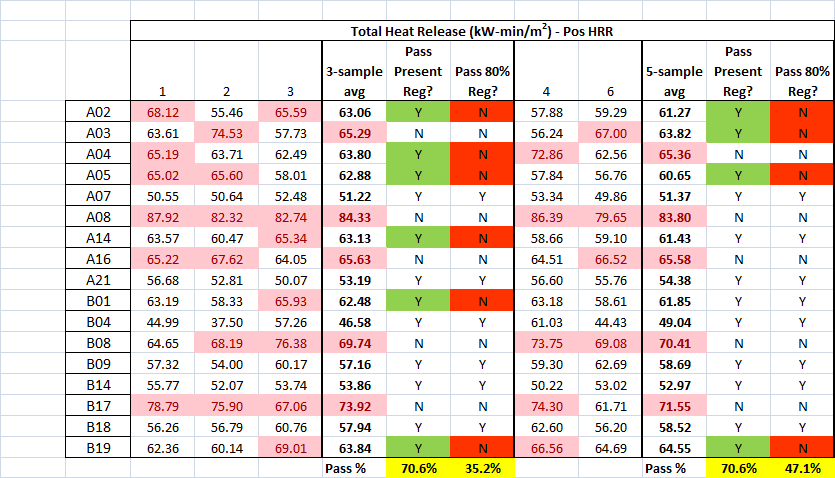 Total Heat Release (kW-min/m²) - Pos HRR
1 2 3 3-sample avg Pass Present Reg? Pass 80% Reg? 4 6 5-sample avg Pass Present Reg? Pass 80% Reg?
A02 68.12 55.46 65.59 63.06 Y N 57.88 59.29 61.27 Y N
A03 63.61 74.53 57.73 65.29 N N 56.24 67.00 63.82 Y N
A04 65.19 63.71 62.49 63.80 Y N 72.86 62.56 65.36 N N
A05 65.02 65.60 58.01 62.88 Y N 57.84 56.76 60.65 Y N
A07 50.55 50.64 52.48 51.22 Y Y 53.34 49.86 51.37 Y Y
A08 87.92 82.32 82.74 84.33 N N 86.39 79.65 83.80 N N
A14 63.57 60.47 65.34 63.13 Y N 58.66 59.10 61.43 Y Y
A16 65.22 67.62 64.05 65.63 N N 64.51 66.52 65.58 N N
A21 56.68 52.81 50.07 53.19 Y Y 56.60 55.76 54.38 Y Y
B01 63.19 58.33 65.93 62.48 Y N 63.18 58.61 61.85 Y Y
B04 44.99 37.50 57.26 46.58 Y Y 61.03 44.43 49.04 Y Y
B08 64.65 68.19 76.38 69.74 N N 73.75 69.08 70.41 N N
B09 57.32 54.00 60.17 57.16 Y Y 59.30 62.69 58.69 Y Y
B14 55.77 52.07 53.74 53.86 Y Y 50.22 53.02 52.97 Y Y
B17 78.79 75.90 67.06 73.92 N N 74.30 61.71 71.55 N N
B18 56.26 56.79 60.76 57.94 Y Y 62.60 56.20 58.52 Y Y
B19 62.36 60.14 69.01 63.84 Y N 66.56 64.69 64.55 Y N
Pass % 70.6% 35.2% Pass % 70.6% 47.1%